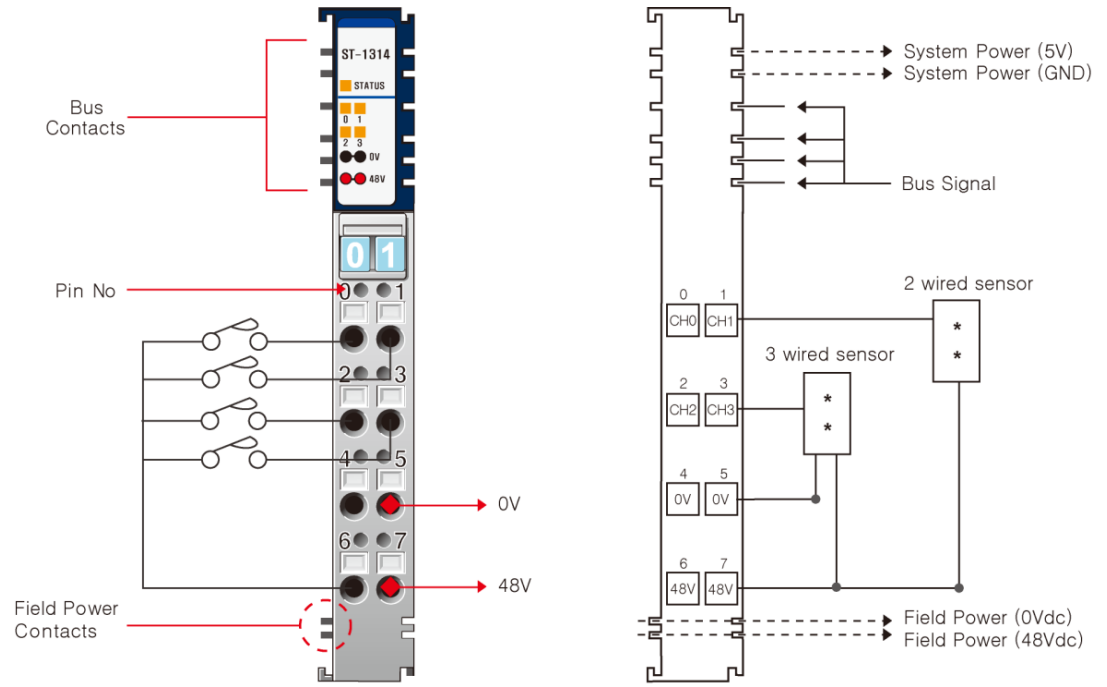 ST-1314
STATUS
0 1
2 3
0V
48V
Bus
Contacts
01
Pin No
0 1
2 3
4 5
0V
6 7
48V
Field Power
Contacts
System Power (5V)
System Power (GND)
Bus Signal
2 wired sensor
0 1
CH0 CH1
*
*
3 wired sensor
2 3
CH2 CH3
*
*
4 5
0V 0V
6 7
48V 48V
Field Power (0Vdc)
Field Power (48Vdc)